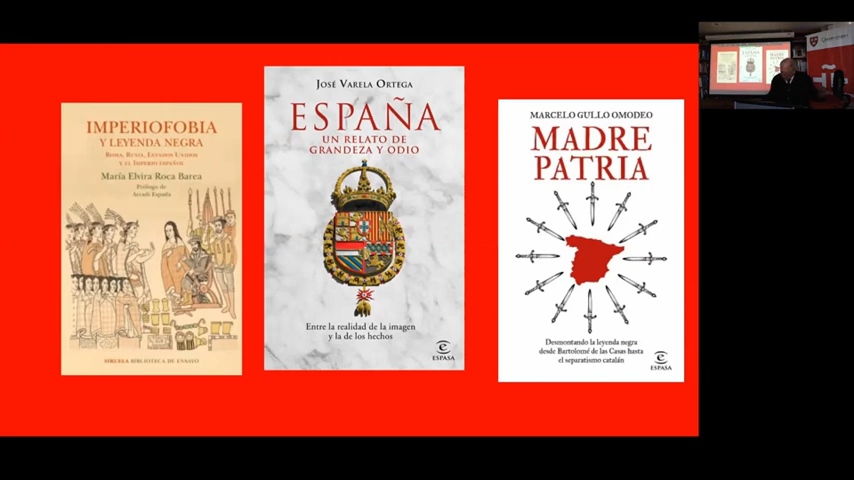 IMPERIOFOBIA
Y LEYENDA NEGRA
ROMA, RUSIA, ESTADOS UNIDOS
Y EL IMPERIO ESPAÑOL
María Elvira Roca Barea
Prólogo de
Arcadi Espada
SIRUELA BIBLIOTECA DE ENSAYO
JOSÉ VARELA ORTEGA
ESPAÑA
UN RELATO DE
GRANDEZA Y ODIO
Entre la realidad de la imagen
y la de los hechos
e
ESPASA
MARCELO GULLO OMODEO
MADRE
PATRIA
Desmontando la leyenda negra
desde Bartolomé de las Casas hasta
el separatismo catalán
e
ESPASA